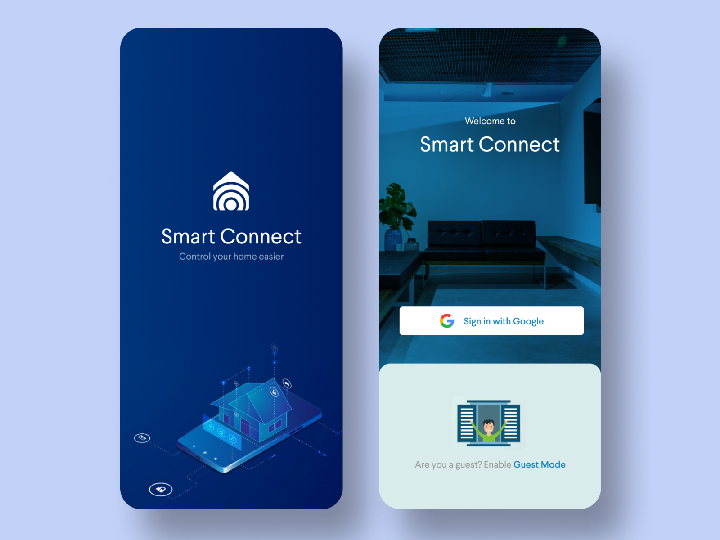 Smart Connect
Control your home easier
Welcome to
Smart Connect
Sign in with Google
Are you a guest? Enable Guest Mode